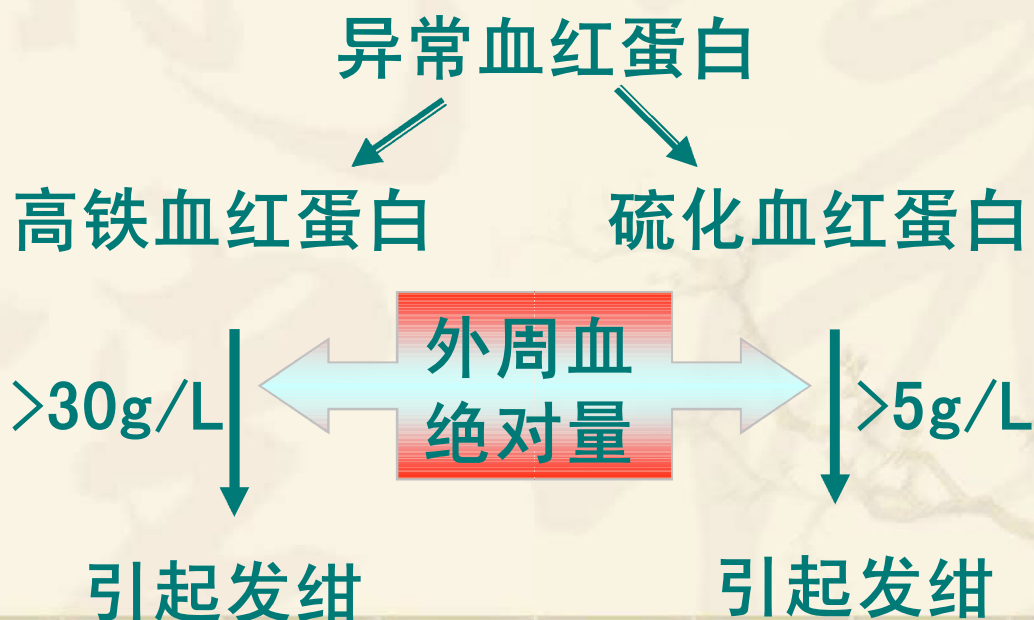 异常血红蛋白
高铁血红蛋白
硫化血红蛋白
外周血
绝对量
>30g/L
>5g/L
引起发绀
引起发绀